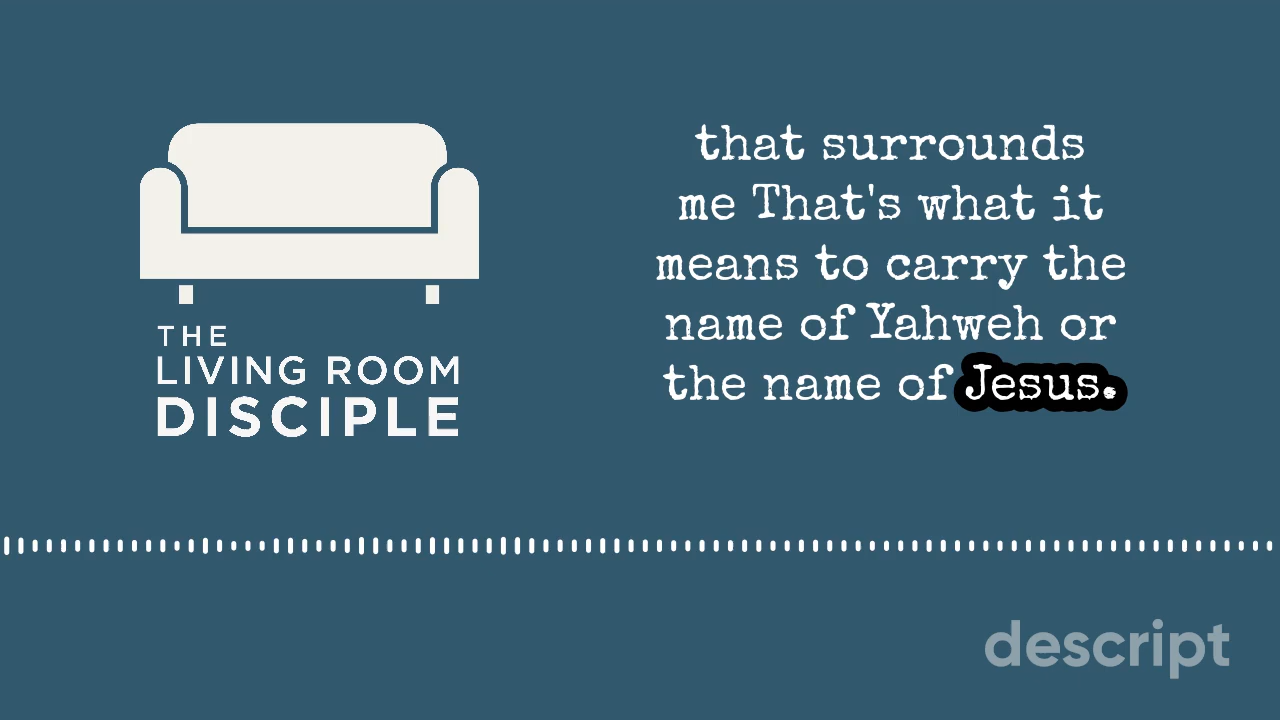 THE
LIVING ROOM
DISCIPLE
that surrounds
me That's what it
means to carry the
name of Yahweh or
the name of Jesus.
descript